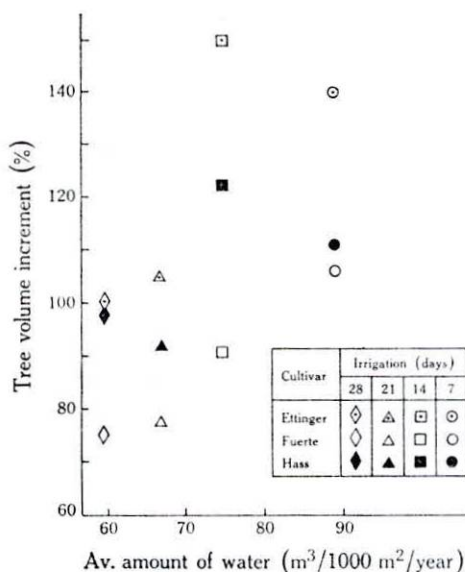 140
120
100
80
60
Tree volume increment (%)
Cultivar
Irrigation (days)
28 21 14 7
Ettinger
Fuerte
Hass
60 70 80 90
Av. amount of water (m³/1000 m²/year)